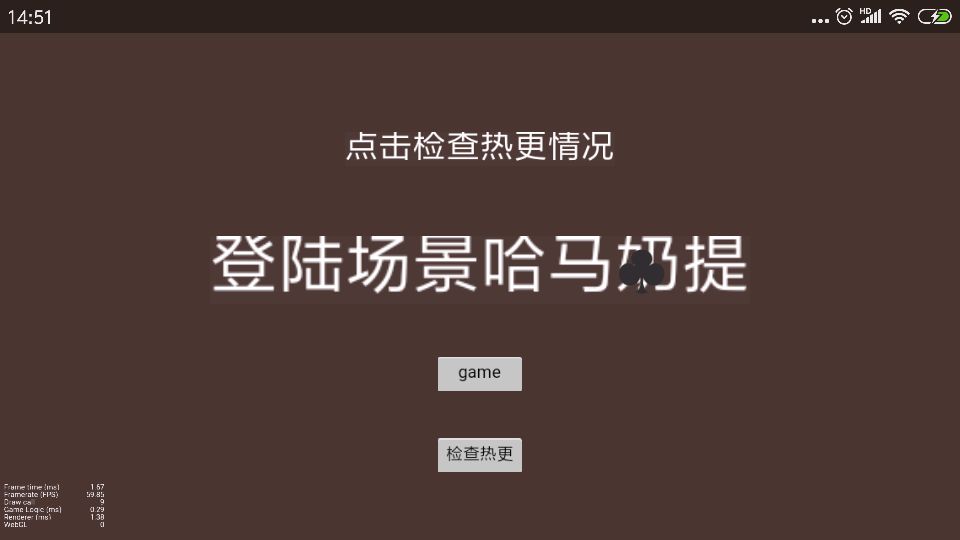 14:51
HD
点击检查热更情况
登陆场景哈马奶提
game
检查热更
Frame time (ms) 1.67
Framerate (FPS) 59.85
Draw call 9
Game Logic (ms) 0.29
Renderer (ms) 1.38
WebGL 0